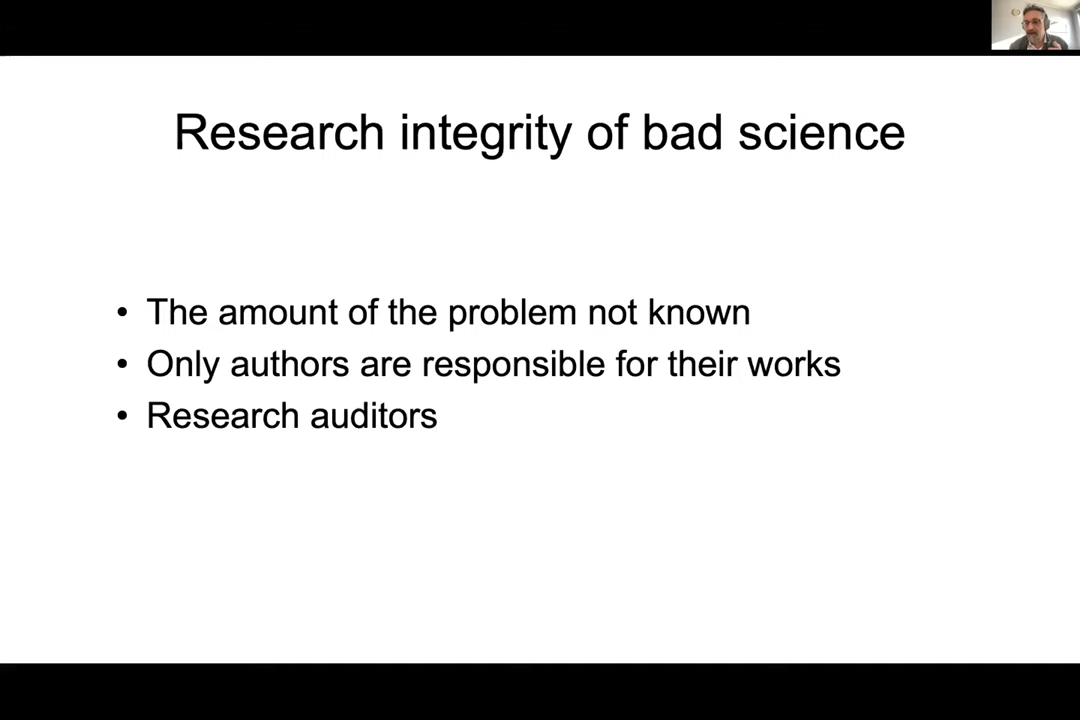 Research integrity of bad science
• The amount of the problem not known
• Only authors are responsible for their works
• Research auditors